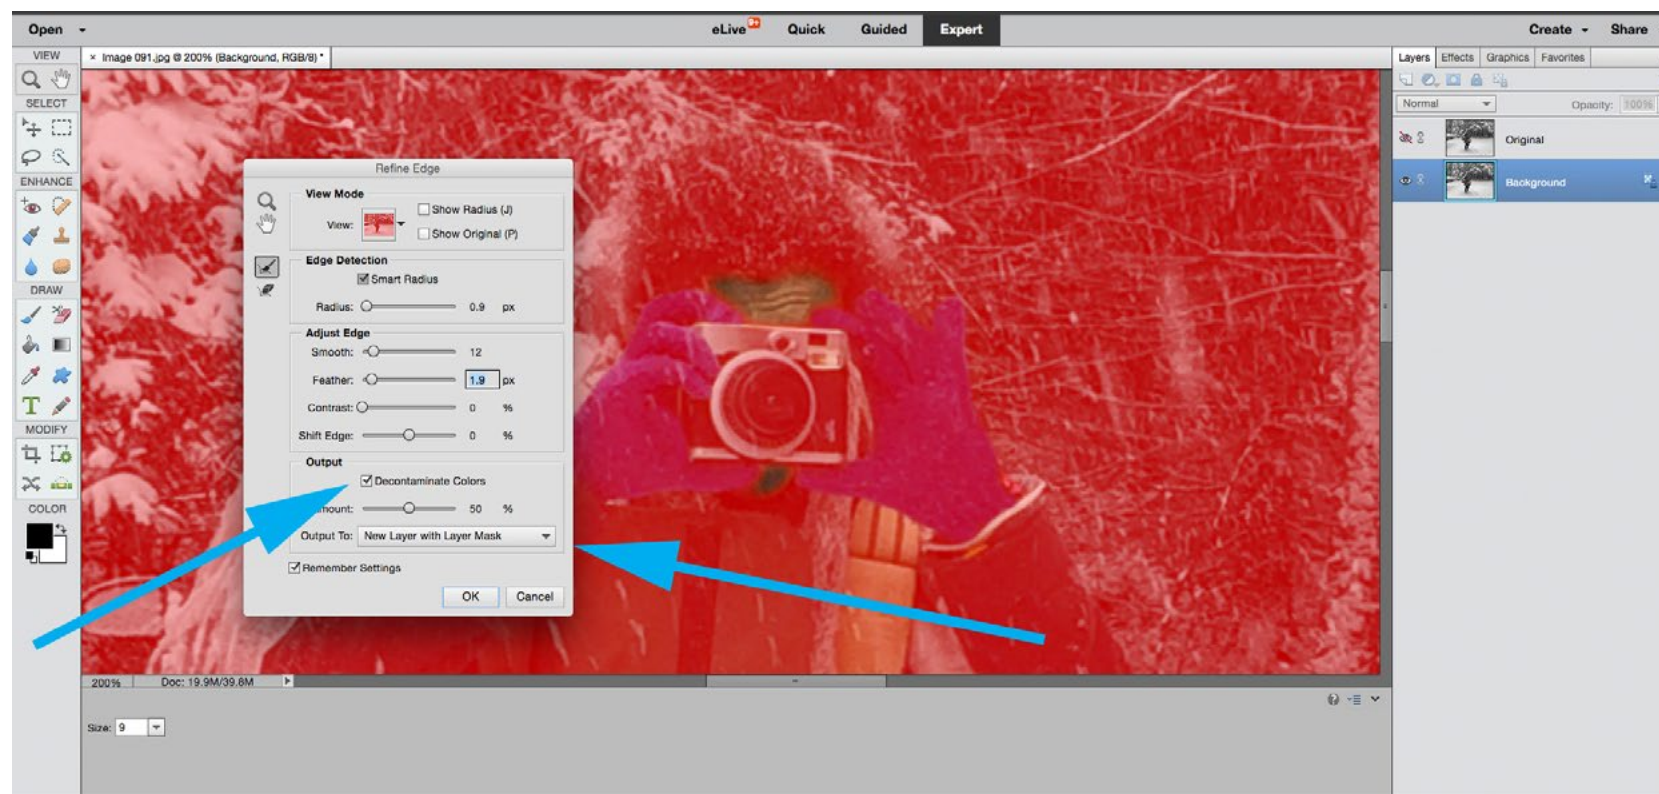 Open
eLive 9+ Quick Guided Expert
Create Share
VIEW
× Image 091.jpg @ 200% (Background, RGB/8) *
Layers Effects Graphics Favorites
SELECT
Normal Opacity: 100%
Original
ENHANCE
Background
Refine Edge
View Mode
Show Radius (J)
View:
Show Original (P)
Edge Detection
Smart Radius
DRAW
Radius: 0.9 px
Adjust Edge
Smooth: 12
Feather: 1.9 px
T
Contrast: 0 %
MODIFY
Shift Edge: 0 %
Output
Decontaminate Colors
COLOR
mount: 50 %
Output To: New Layer with Layer Mask
Remember Settings
OK Cancel
200% Doc: 19.9M/39.8M
Size: 9